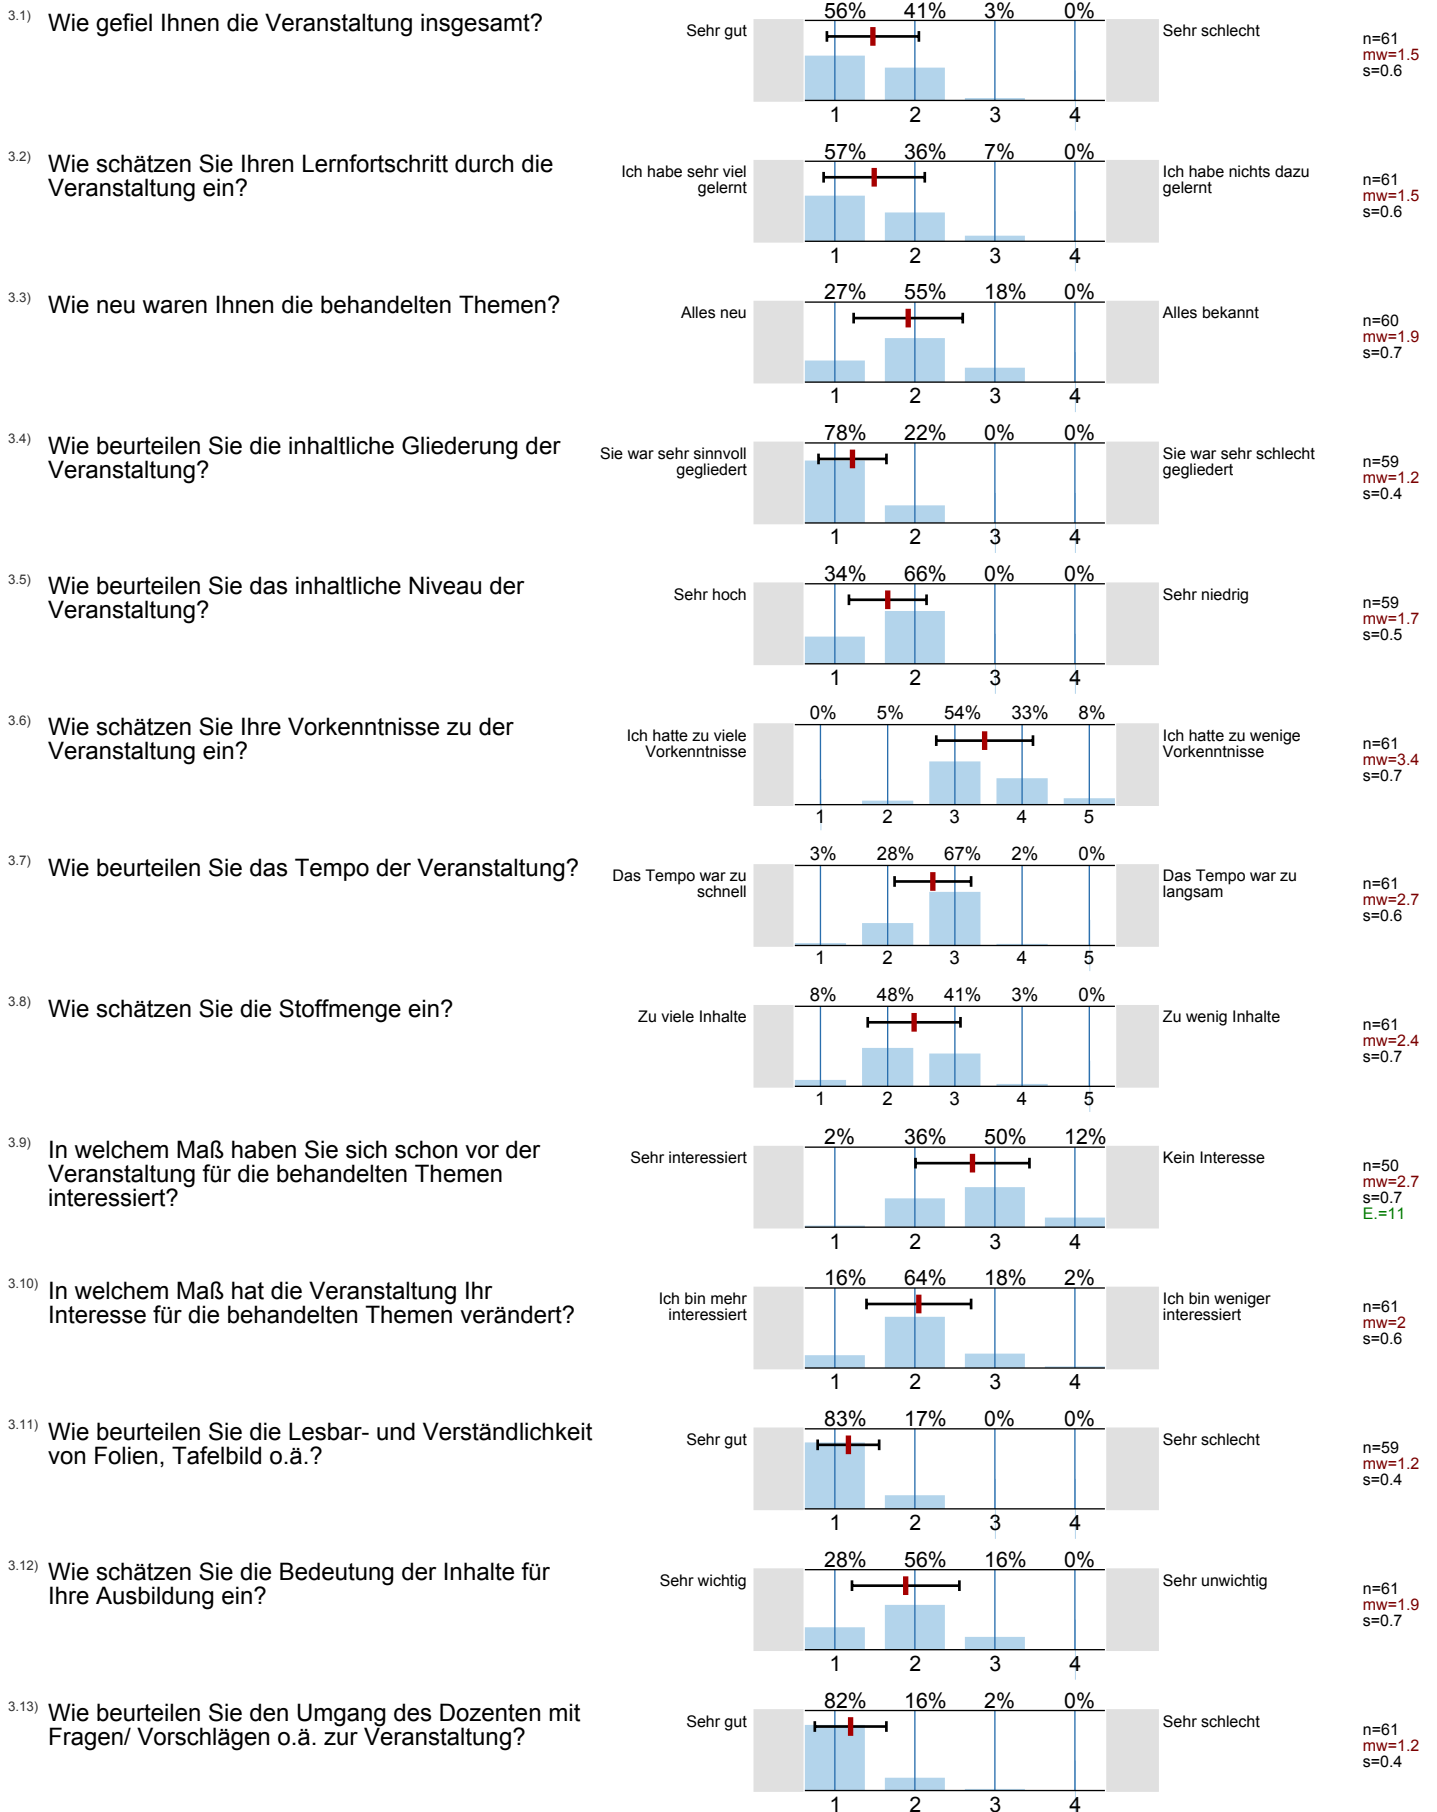 3.1) Wie gefiel Ihnen die Veranstaltung insgesamt?
56% 41% 3% 0%
Sehr gut
Sehr schlecht
n=61
mw=1.5
s=0.6
1 2 3 4
3.2) Wie schätzen Sie Ihren Lernfortschritt durch die
Veranstaltung ein?
57% 36% 7% 0%
Ich habe sehr viel
gelernt
Ich habe nichts dazu
gelernt
n=61
mw=1.5
s=0.6
1 2 3 4
3.3) Wie neu waren Ihnen die behandelten Themen?
27% 55% 18% 0%
Alles neu
Alles bekannt
n=60
mw=1.9
s=0.7
1 2 3 4
3.4) Wie beurteilen Sie die inhaltliche Gliederung der
Veranstaltung?
78% 22% 0% 0%
Sie war sehr sinnvoll
gegliedert
Sie war sehr schlecht
gegliedert
n=59
mw=1.2
s=0.4
1 2 3 4
3.5) Wie beurteilen Sie das inhaltliche Niveau der
Veranstaltung?
34% 66% 0% 0%
Sehr hoch
Sehr niedrig
n=59
mw=1.7
s=0.5
1 2 3 4
3.6) Wie schätzen Sie Ihre Vorkenntnisse zu der
Veranstaltung ein?
0% 5% 54% 33% 8%
Ich hatte zu viele
Vorkenntnisse
Ich hatte zu wenige
Vorkenntnisse
n=61
mw=3.4
s=0.7
1 2 3 4 5
3.7) Wie beurteilen Sie das Tempo der Veranstaltung?
3% 28% 67% 2% 0%
Das Tempo war zu
schnell
Das Tempo war zu
langsam
n=61
mw=2.7
s=0.6
1 2 3 4 5
3.8) Wie schätzen Sie die Stoffmenge ein?
8% 48% 41% 3% 0%
Zu viele Inhalte
Zu wenig Inhalte
n=61
mw=2.4
s=0.7
1 2 3 4 5
3.9) In welchem Maß haben Sie sich schon vor der
Veranstaltung für die behandelten Themen
interessiert?
2% 36% 50% 12%
Sehr interessiert
Kein Interesse
n=50
mw=2.7
s=0.7
E.=11
1 2 3 4
3.10) In welchem Maß hat die Veranstaltung Ihr
Interesse für die behandelten Themen verändert?
16% 64% 18% 2%
Ich bin mehr
interessiert
Ich bin weniger
interessiert
n=61
mw=2
s=0.6
1 2 3 4
3.11) Wie beurteilen Sie die Lesbar- und Verständlichkeit
von Folien, Tafelbild o.ä.?
83% 17% 0% 0%
Sehr gut
Sehr schlecht
n=59
mw=1.2
s=0.4
1 2 3 4
3.12) Wie schätzen Sie die Bedeutung der Inhalte für
Ihre Ausbildung ein?
28% 56% 16% 0%
Sehr wichtig
Sehr unwichtig
n=61
mw=1.9
s=0.7
1 2 3 4
3.13) Wie beurteilen Sie den Umgang des Dozenten mit
Fragen/ Vorschlägen o.ä. zur Veranstaltung?
82% 16% 2% 0%
Sehr gut
Sehr schlecht
n=61
mw=1.2
s=0.4
1 2 3 4